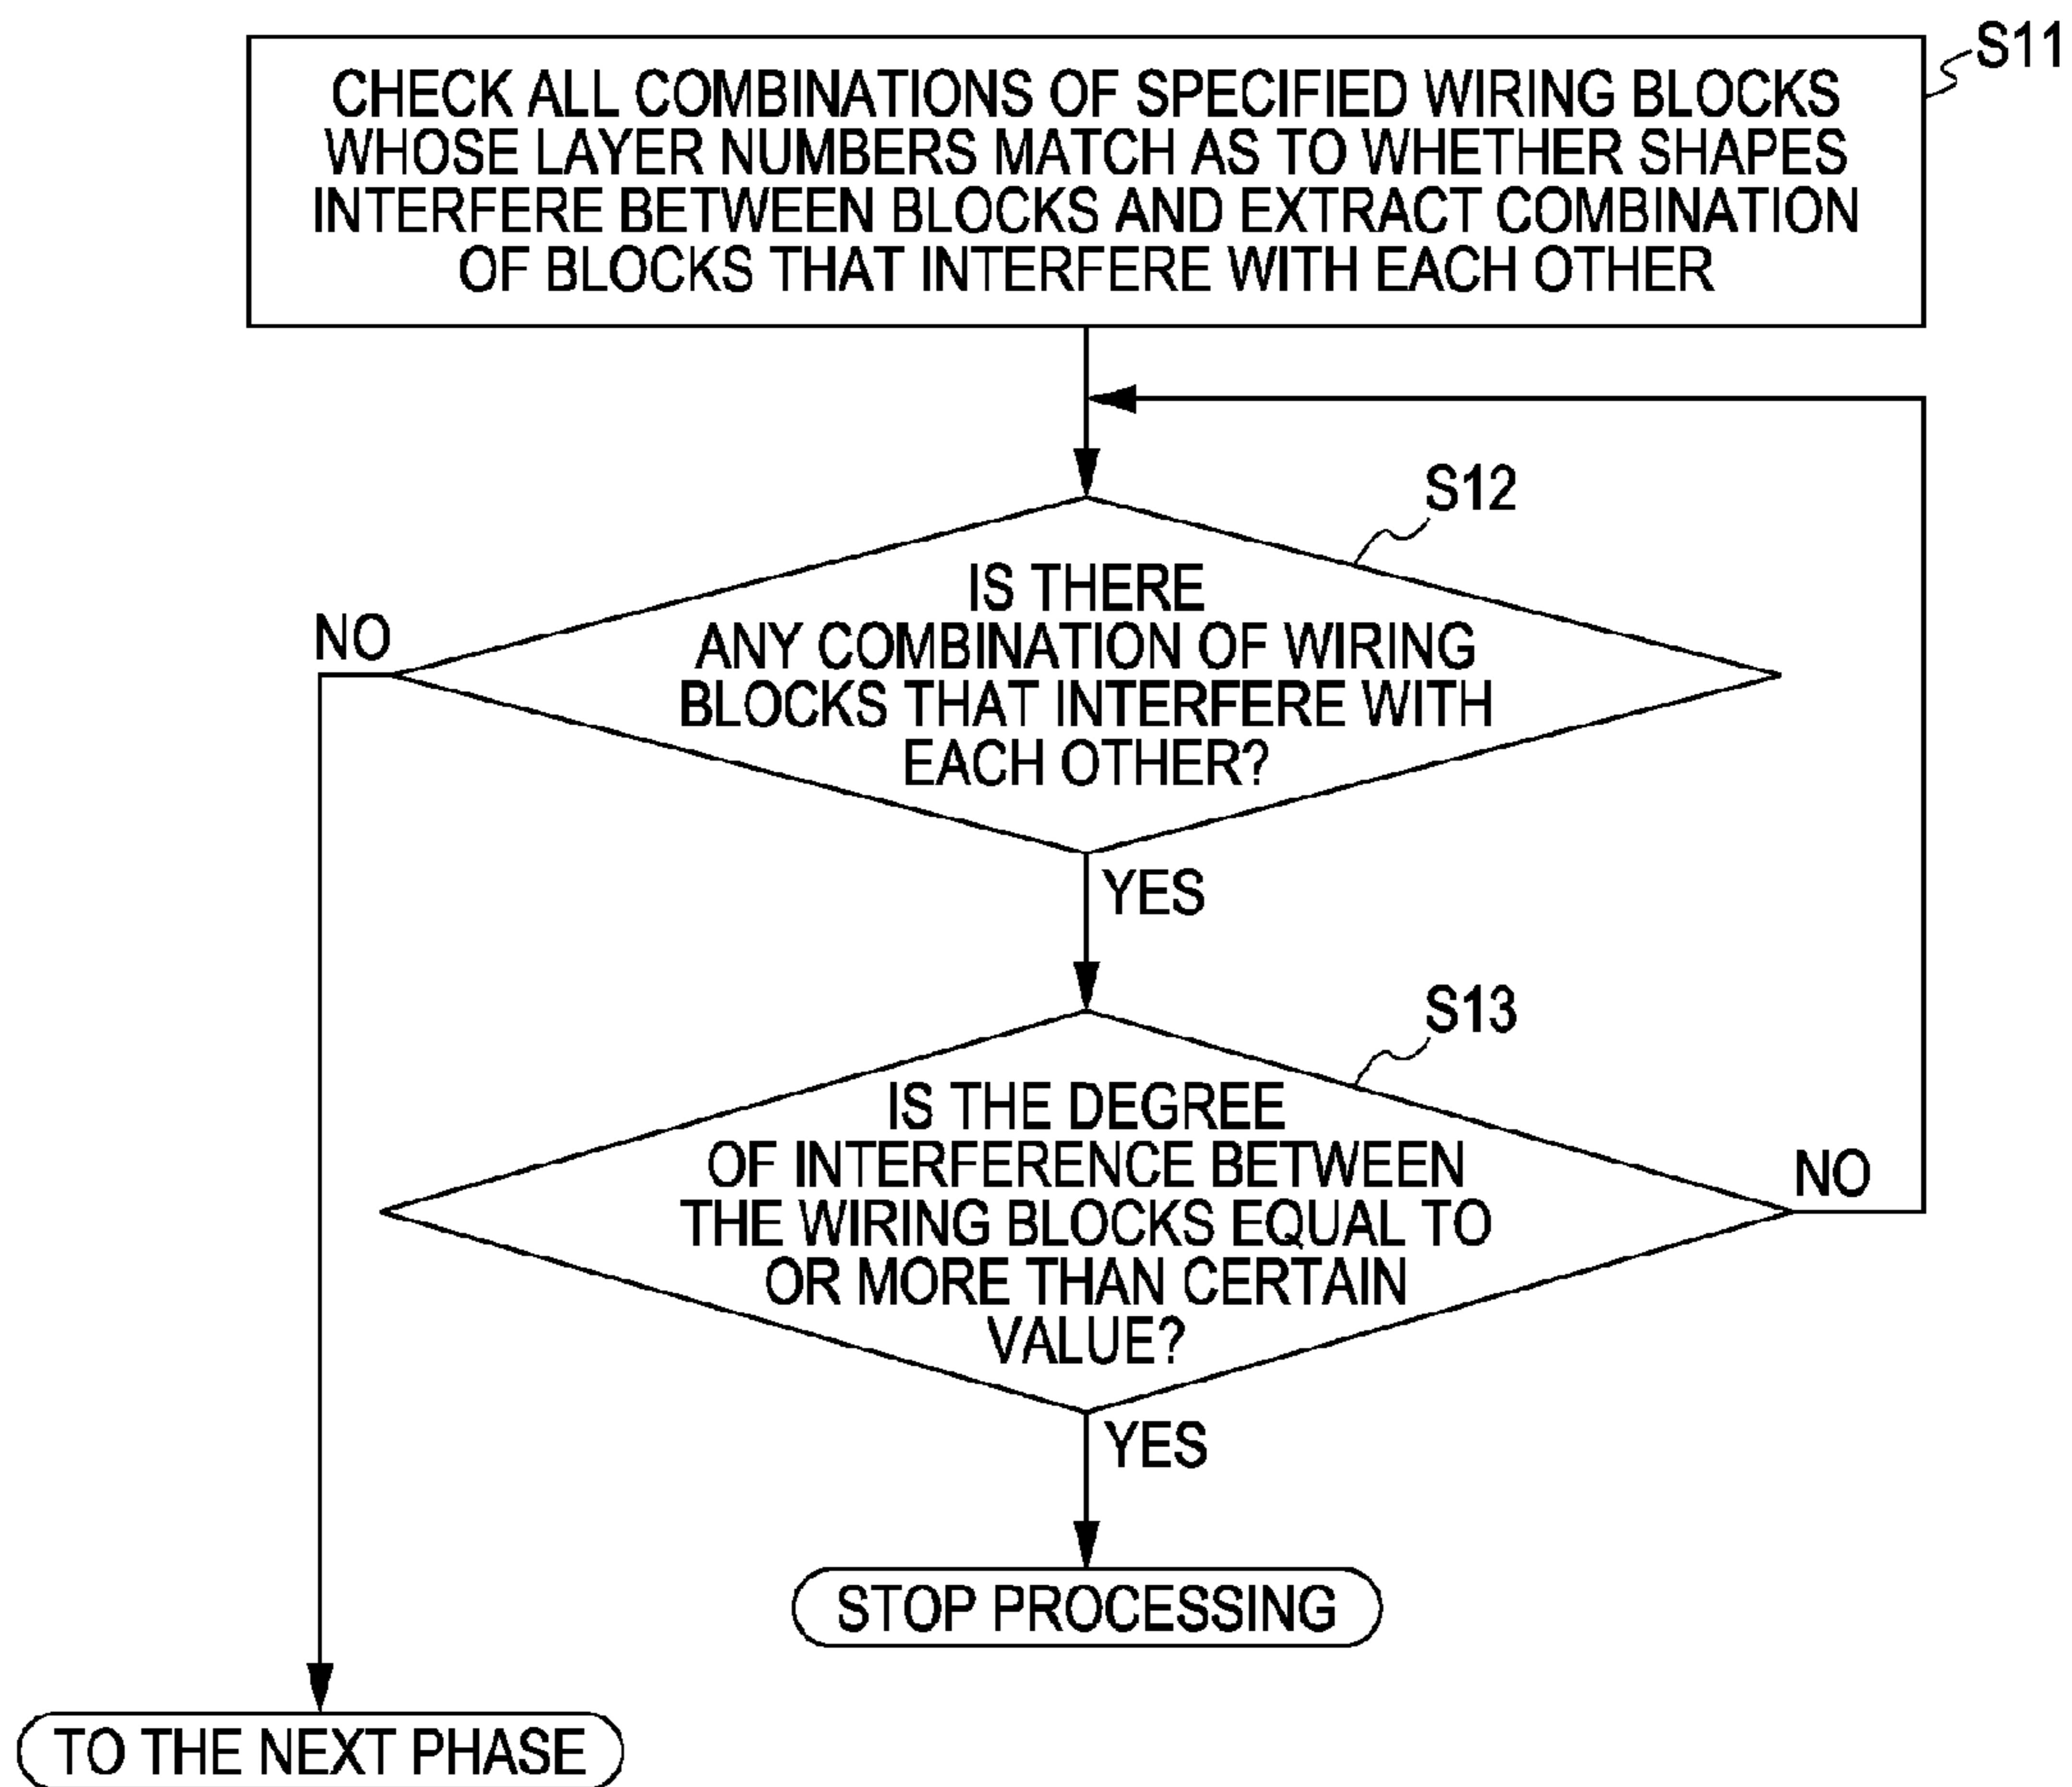 S11
CHECK ALL COMBINATIONS OF SPECIFIED WIRING BLOCKS
WHOSE LAYER NUMBERS MATCH AS TO WHETHER SHAPES
INTERFERE BETWEEN BLOCKS AND EXTRACT COMBINATION
OF BLOCKS THAT INTERFERE WITH EACH OTHER
S12
IS THERE
ANY COMBINATION OF WIRING
BLOCKS THAT INTERFERE WITH
EACH OTHER?
NO
YES
S13
IS THE DEGREE
OF INTERFERENCE BETWEEN
THE WIRING BLOCKS EQUAL TO
OR MORE THAN CERTAIN
VALUE?
NO
YES
STOP PROCESSING
TO THE NEXT PHASE